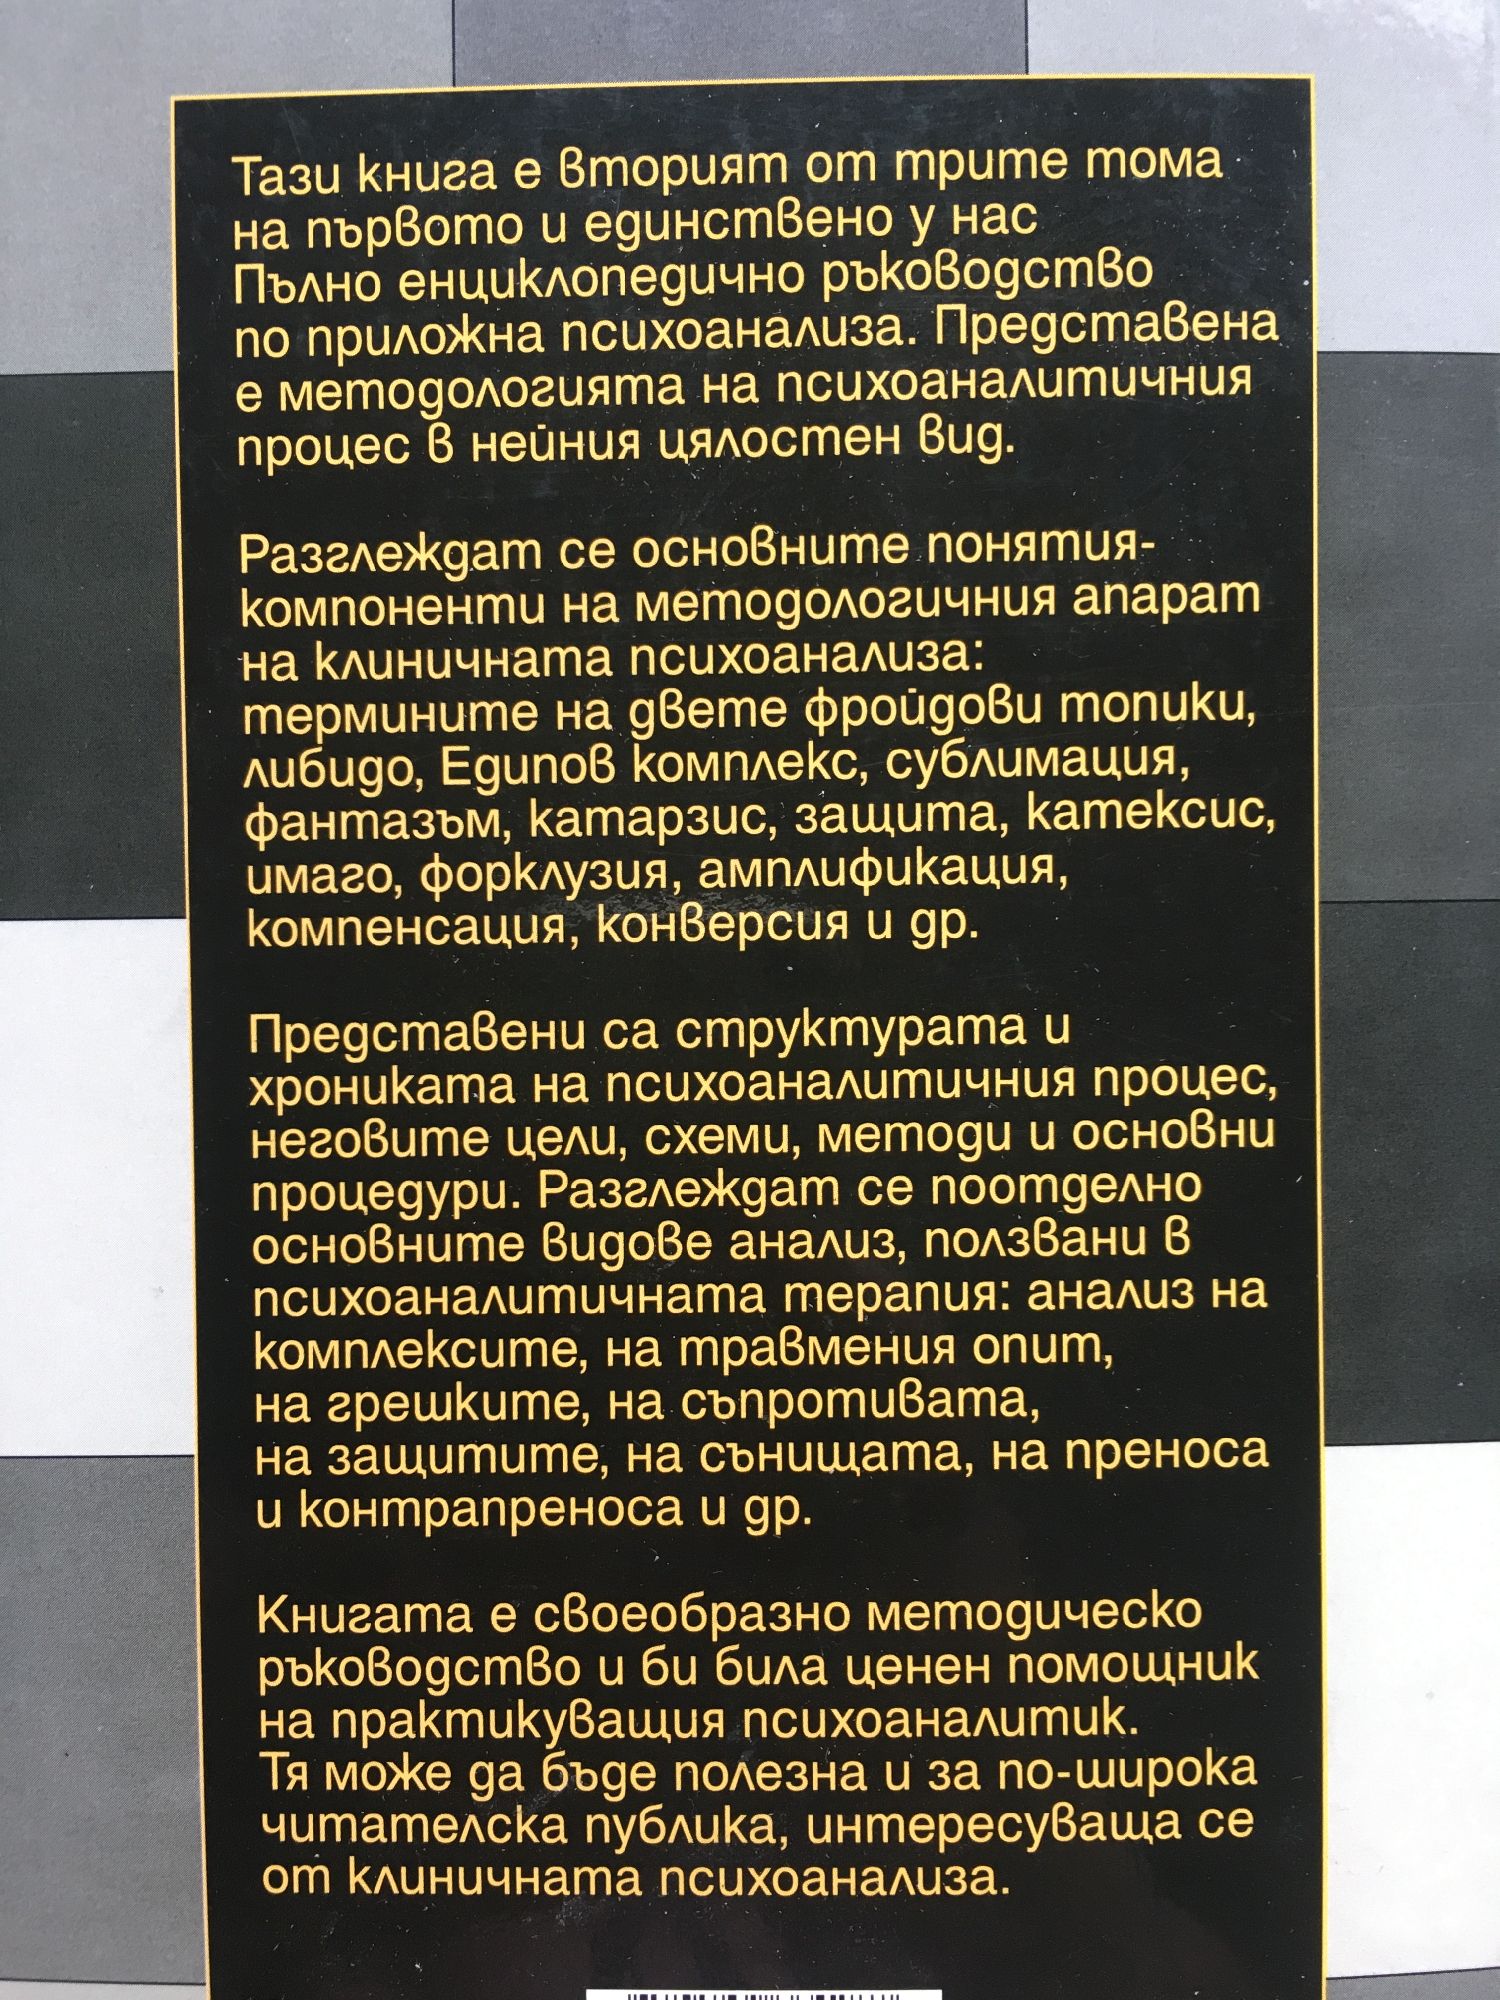 Тази книга е вторият от трите тома
на първото и единствено у нас
Пълно енциклопедично ръководство
по приложна психоанализа. Представена
е методологията на психоаналитичния
процес в нейния цялостен вид.
Разглеждат се основните понятия-
компоненти на методологичния апарат
на клиничната психоанализа:
термините на двете фройдови топики,
либидо, Едипов комплекс, сублимация,
фантазъм, катарзис, защита, катексис,
имаго, форклузия, амплификация,
компенсация, конверсия и др.
Представени са структурата и
хрониката на психоаналитичния процес,
неговите цели, схеми, методи и основни
процедури. Разглеждат се поотделно
основните видове анализ, ползвани в
психоаналитичната терапия: анализ на
комплексите, на травмения опит,
на грешките, на съпротивата,
на защитите, на сънищата, на преноса
и контрапреноса и др.
Книгата е своеобразно методическо
ръководство и би била ценен помощник
на практикуващия психоаналитик.
Тя може да бъде полезна и за по-широка
читателска публика, интересуваща се
от клиничната психоанализа.